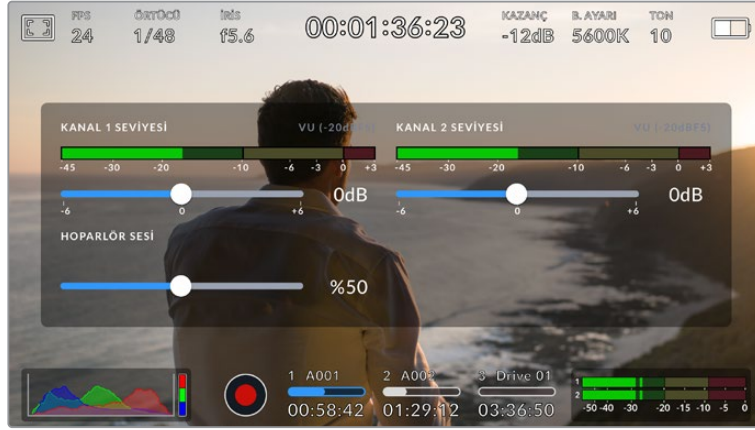 FPS ÖRTÜCÜ İRİS KAZANÇ B. AYARI TON
24 1/48 f5.6 00:01:36:23 -12dB 5600K 10
KANAL 1 SEVİYESİ VU (-20dBFS) KANAL 2 SEVİYESİ VU (-20dBFS)
-45 -30 -20 -10 -6 -3 0 +3 -45 -30 -20 -10 -6 -3 0 +3
0dB 0dB
-6 0 +6 -6 0 +6
HOPARLÖR SESİ
%50
1 A001 2 A002 3 Drive 01
00:58:42 01:29:12 03:36:50
1
2
-50 -40 -30 -20 -15 -10 -5 0